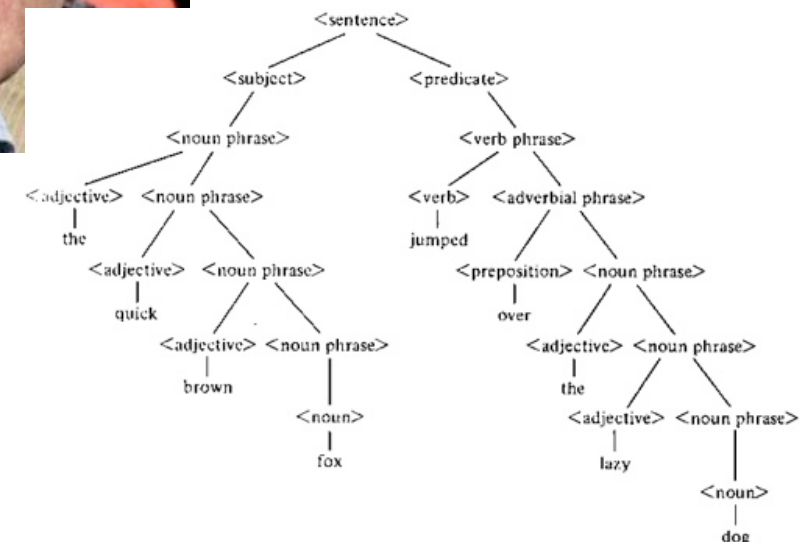 <sentence>
<subject> <predicate>
<noun phrase> <verb phrase>
<adjective> <noun phrase> <verb> <adverbial phrase>
the jumped
<adjective> <noun phrase> <preposition> <noun phrase>
quick over
<adjective> <noun phrase> <adjective> <noun phrase>
brown the
<noun> <adjective> <noun phrase>
fox lazy
<noun>
dog